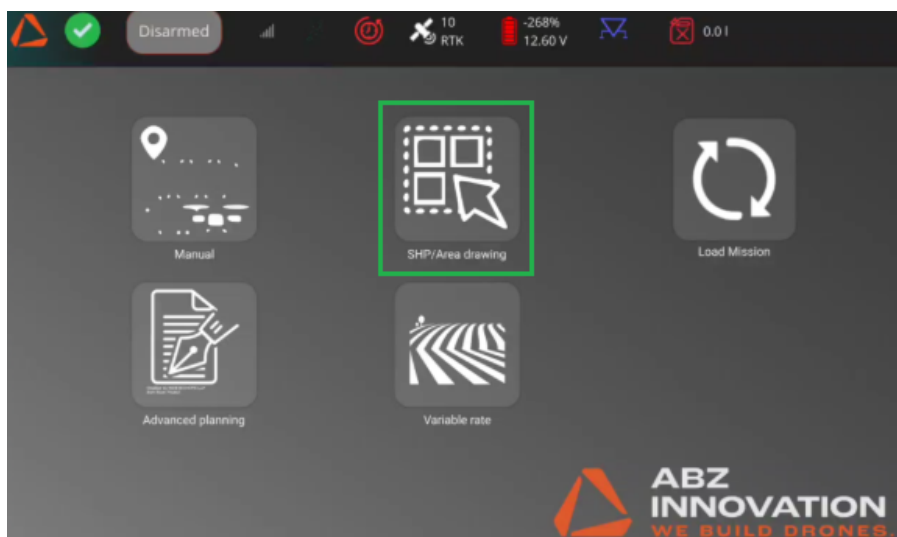 Disarmed
10
RTK
-268%
12.60 V
0.0 l
Manual
SHP/Area drawing
Load Mission
Advanced planning
Variable rate
ABZ
INNOVATION
WE BUILD DRONES.